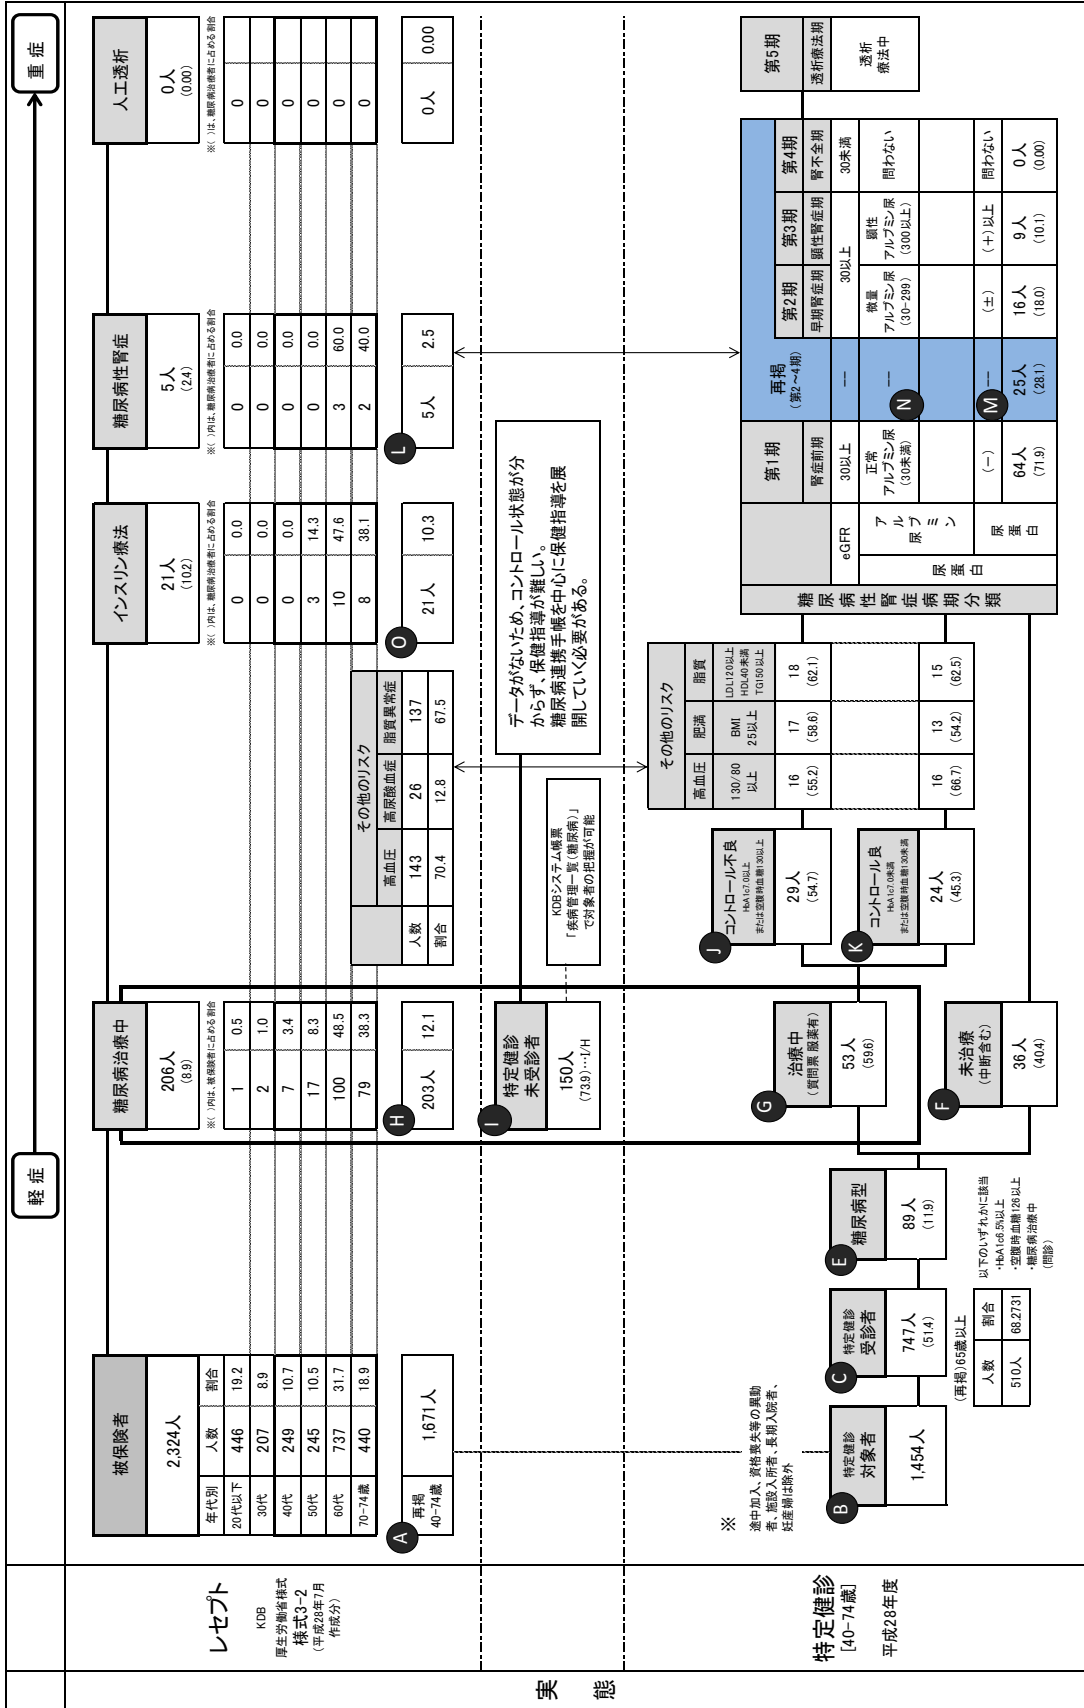 軽症
重症
実態
レセプト
KDB
厚生労働省様式
様式3-2
(平成28年7月
作成分)
被保険者
2,324人
年代別 人数 割合
20代以下 446 19.2
30代 207 8.9
40代 249 10.7
50代 245 10.5
60代 737 31.7
70-74歳 440 18.9
A
再掲
40-74歳
1,671人
糖尿病治療中
206人
(8.9)
※( )内は、被保険者に占める割合
1 0.5
2 1.0
7 3.4
17 8.3
100 48.5
79 38.3
H
203人 12.1
その他のリスク
高血圧 高尿酸血症 脂質異常症
人数 143 26 137
割合 70.4 12.8 67.5
インスリン療法
21人
(10.2)
※( )内は、糖尿病治療者に占める割合
0 0.0
0 0.0
0 0.0
3 14.3
10 47.6
8 38.1
O
21人 10.3
糖尿病性腎症
5人
(2.4)
※( )内は、糖尿病治療者に占める割合
0 0.0
0 0.0
0 0.0
0 0.0
3 60.0
2 40.0
L
5人 2.5
人工透析
0人
(0.00)
※( )は、糖尿病治療者に占める割合
0
0
0
0
0
0
0人 0.00
I
特定健診
未受診者
150人
(73.9)…I/H
KDBシステム帳票
「疾病管理一覧(糖尿病)」
で対象者の把握が可能
データがないため、コントロール状態が分
からず、保健指導が難しい。
糖尿病連携手帳を中心に保健指導を展
開していく必要がある。
特定健診
[40-74歳]
平成28年度
※
途中加入、資格喪失等の異動
者、施設入所者、長期入院者、
妊産婦は除外
B
特定健診
対象者
1,454人
C
特定健診
受診者
747人
(51.4)
(再掲)65歳以上
人数 割合
510人 68.2731
E
糖尿病型
89人
(11.9)
以下のいずれかに該当
・HbA1c6.5%以上
・空腹時血糖126以上
・糖尿病治療中
(問診)
G
治療中
(質問票 服薬有)
53人
(59.6)
F
未治療
(中断含む)
36人
(40.4)
J
コントロール不良
HbA1c7.0以上
または空腹時血糖130以上
29人
(54.7)
K
コントロール良
HbA1c7.0未満
または空腹時血糖130未満
24人
(45.3)
その他のリスク
高血圧 肥満 脂質
130/80
以上
BMI
25以上
LDL120以上
HDL40未満
TG150以上
16 17 18
(55.2) (58.6) (62.1)
16 13 15
(66.7) (54.2) (62.5)
糖尿病性腎症病期分類
第1期 再掲
(第2～4期)
第2期 第3期 第4期 第5期
腎症前期 早期腎症期 顕性腎症期 腎不全期 透析療法期
eGFR 30以上 -- 30以上 30未満
尿蛋白
尿アルブミン
正常
アルブミン尿
(30未満)
--
N
微量
アルブミン尿
(30-299)
顕性
アルブミン尿
(300以上)
問わない
透析
療法中
尿蛋白 (－) -- (±) (＋)以上 問わない
M
64人 25人 16人 9人 0人
(71.9) (28.1) (18.0) (10.1) (0.00)